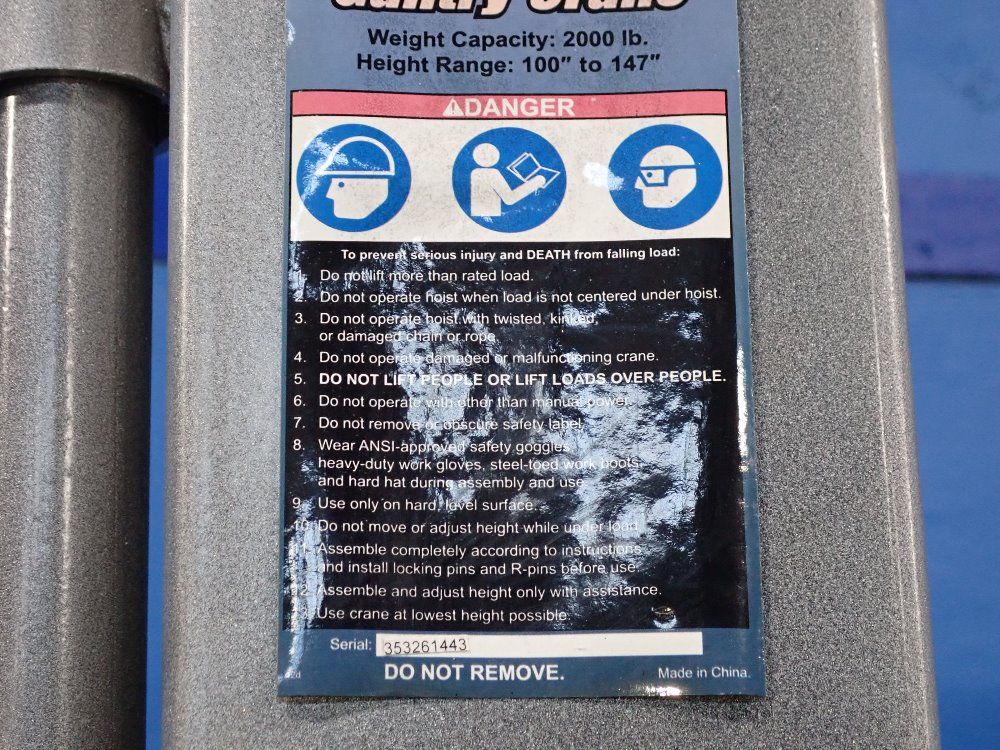 Gantry Crane
Weight Capacity: 2000 lb.
Height Range: 100" to 147"
DANGER
To prevent serious injury and DEATH from falling load:
1. Do not lift more than rated load.
2. Do not operate hoist when load is not centered under hoist.
3. Do not operate hoist with twisted, kinked,
or damaged chain or rope.
4. Do not operate damaged or malfunctioning crane.
5. DO NOT LIFT PEOPLE OR LIFT LOADS OVER PEOPLE.
6. Do not operate with other than manual power.
7. Do not remove or obscure safety label.
8. Wear ANSI-approved safety goggles,
heavy-duty work gloves, steel-toed work boots,
and hard hat during assembly and use.
9. Use only on hard, level surface.
10. Do not move or adjust height while under load.
11. Assemble completely according to instructions
and install locking pins and R-pins before use.
12. Assemble and adjust height only with assistance.
13. Use crane at lowest height possible.
Serial: 353261443
DO NOT REMOVE.
Made in China.